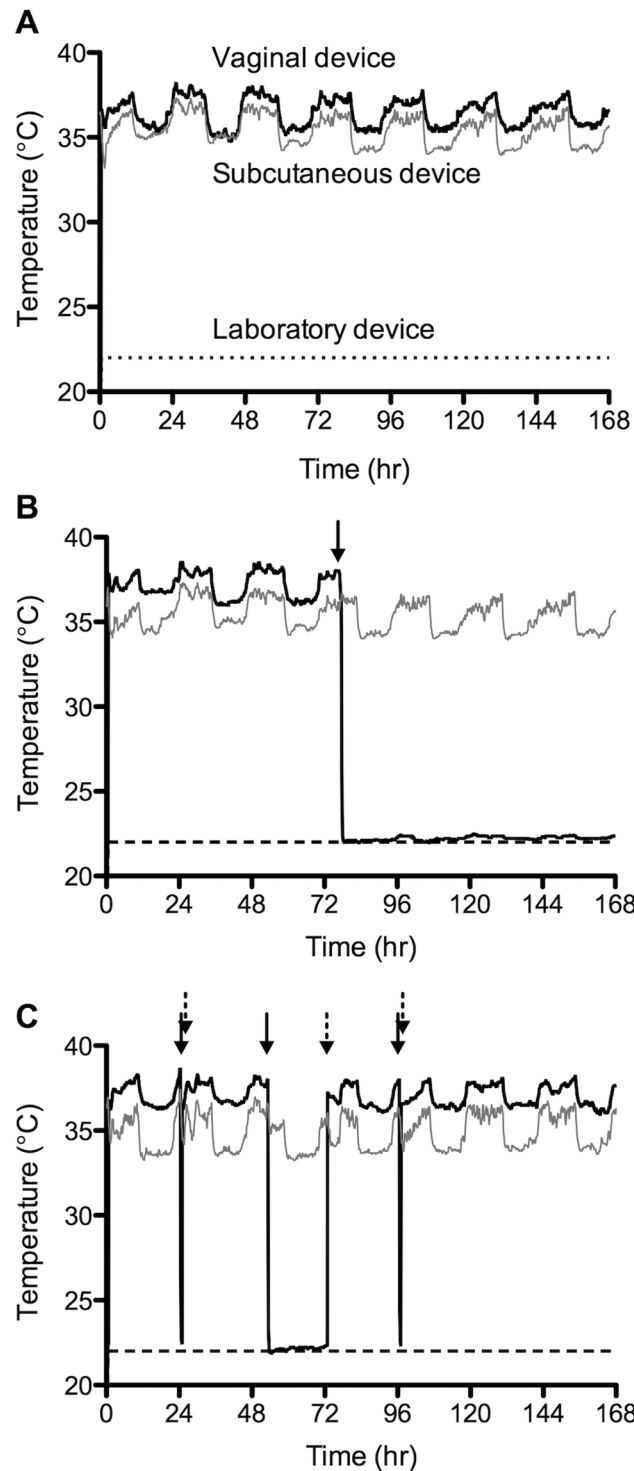 A
Temperature (°C)
40
35
30
25
20
Vaginal device
Subcutaneous device
Laboratory device
0 24 48 72 96 120 144 168
Time (hr)
B
Temperature (°C)
40
35
30
25
20
0 24 48 72 96 120 144 168
Time (hr)
C
Temperature (°C)
40
35
30
25
20
0 24 48 72 96 120 144 168
Time (hr)